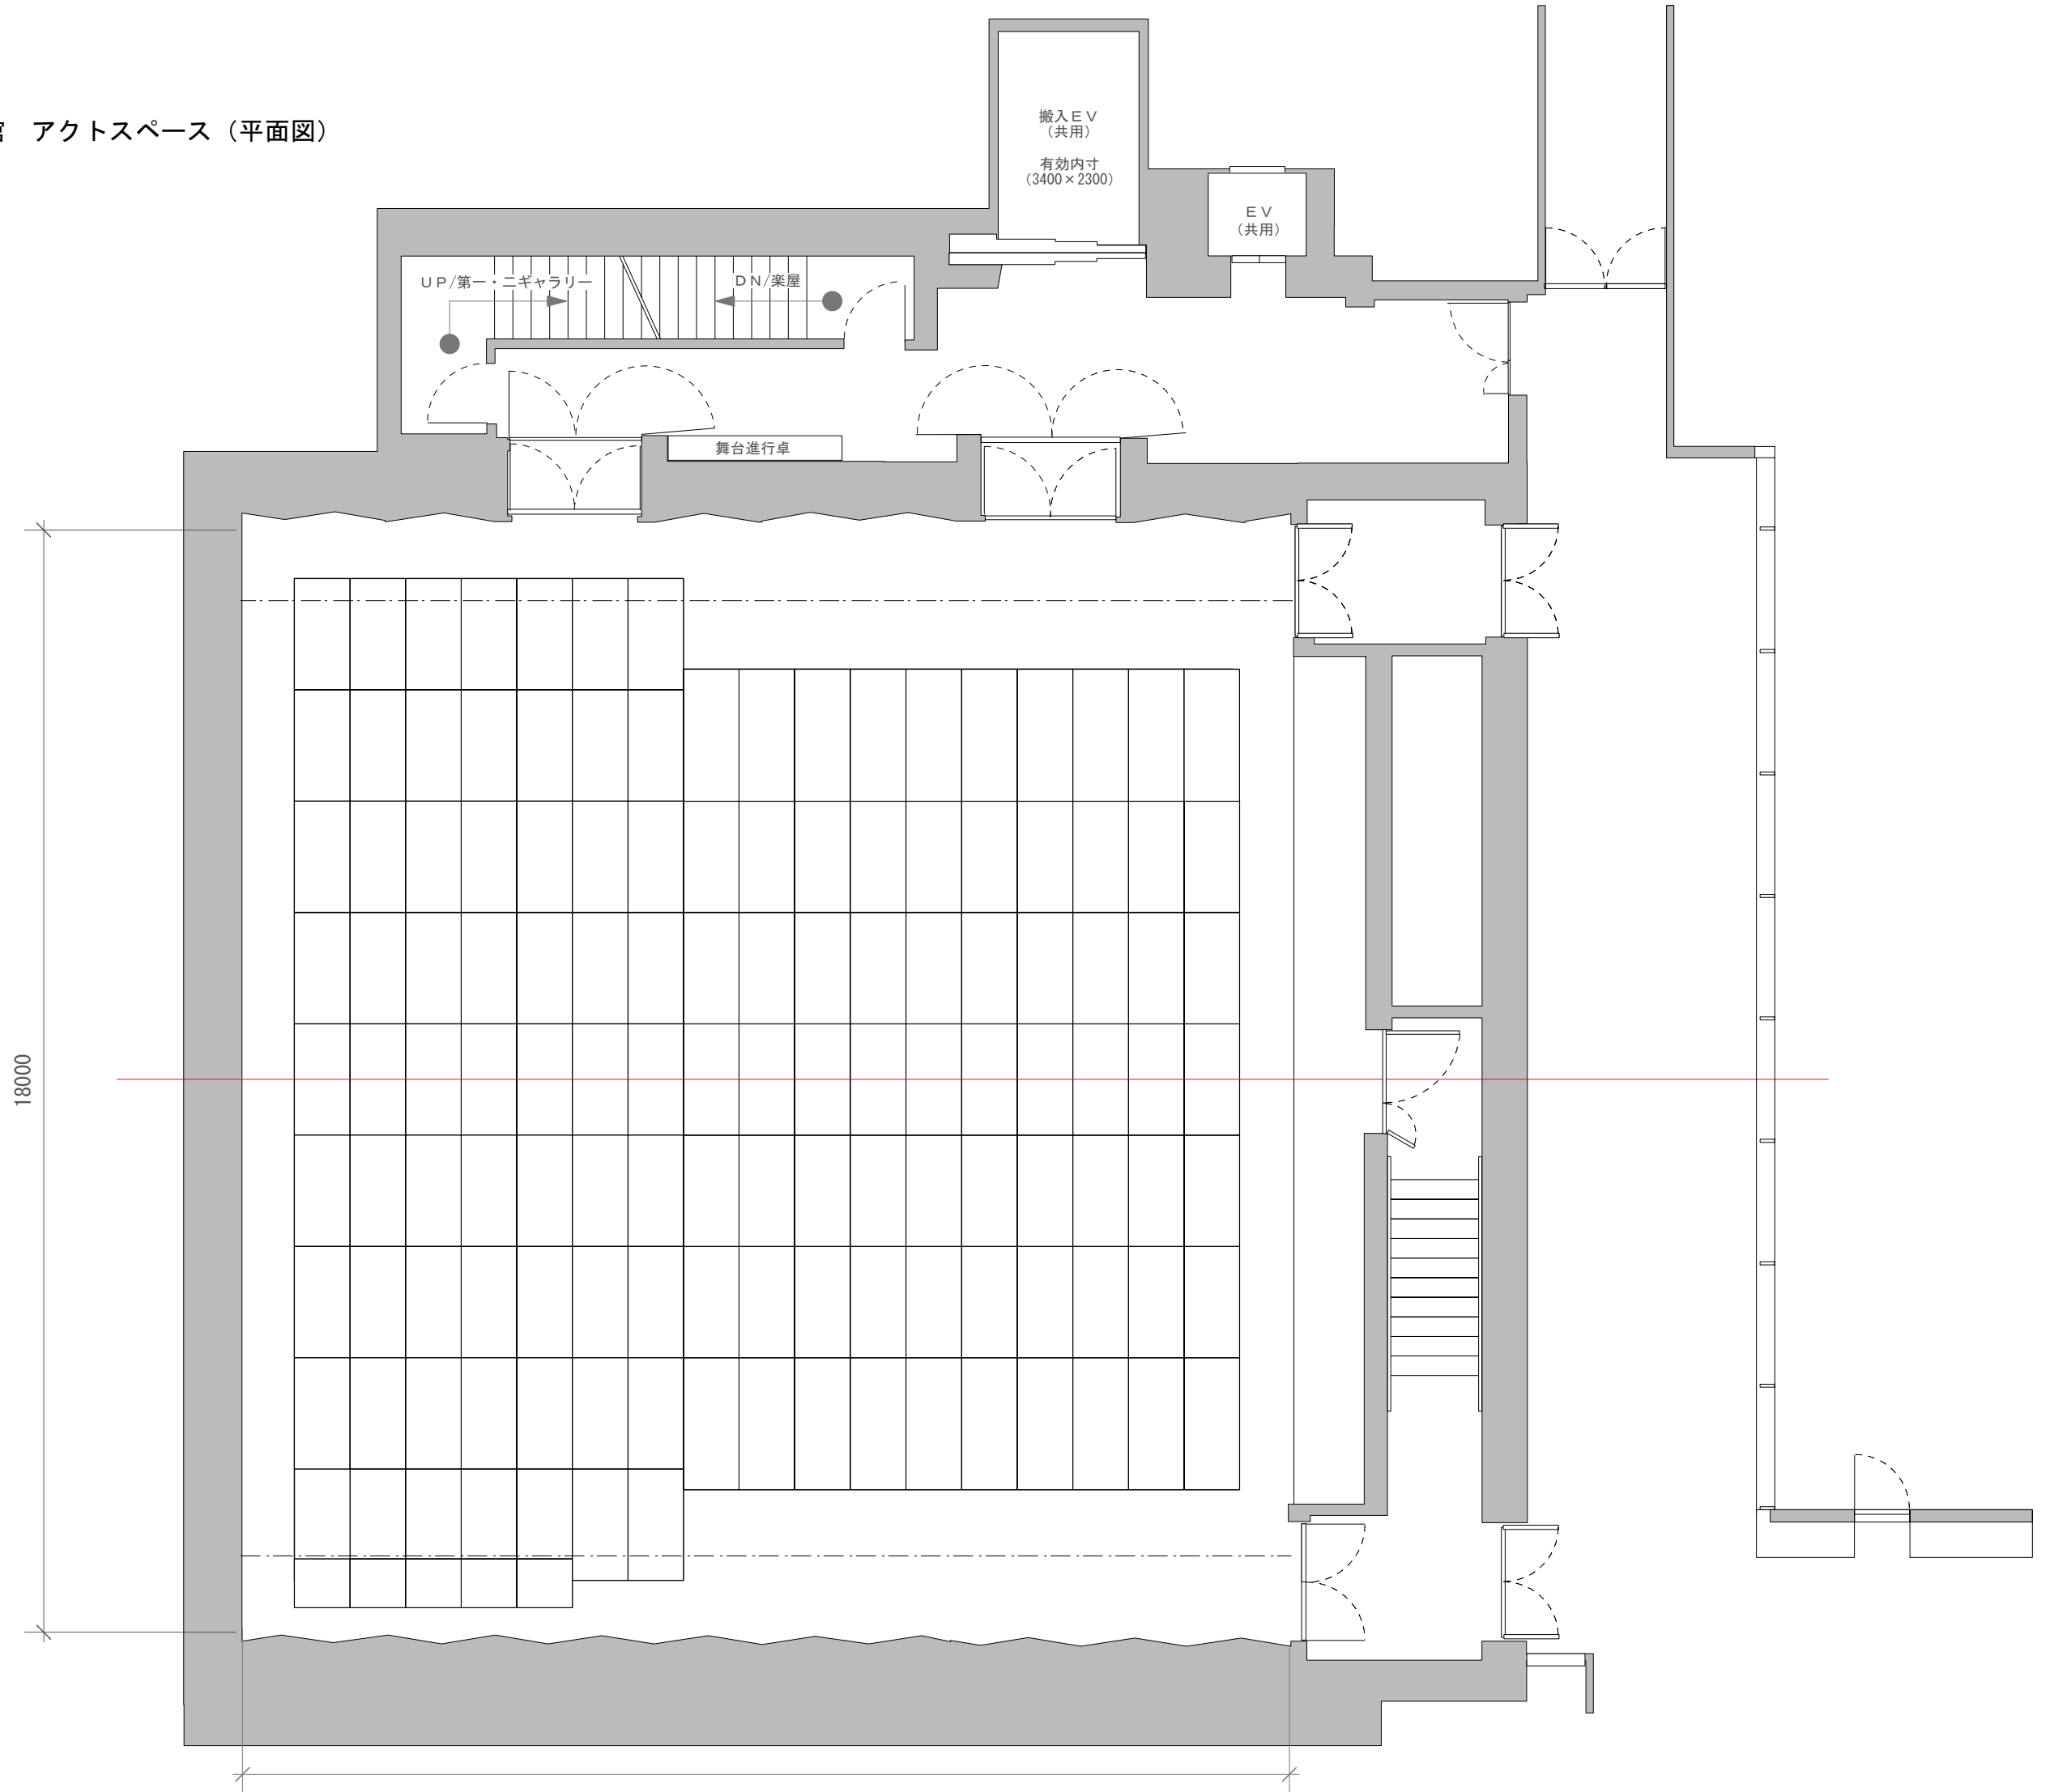 アクトスペース（平面図）
搬入ＥＶ
（共用）
有効内寸
（3400×2300）
ＥＶ
（共用）
ＵＰ/第一・二ギャラリー
ＤＮ/楽屋
舞台進行卓
18000